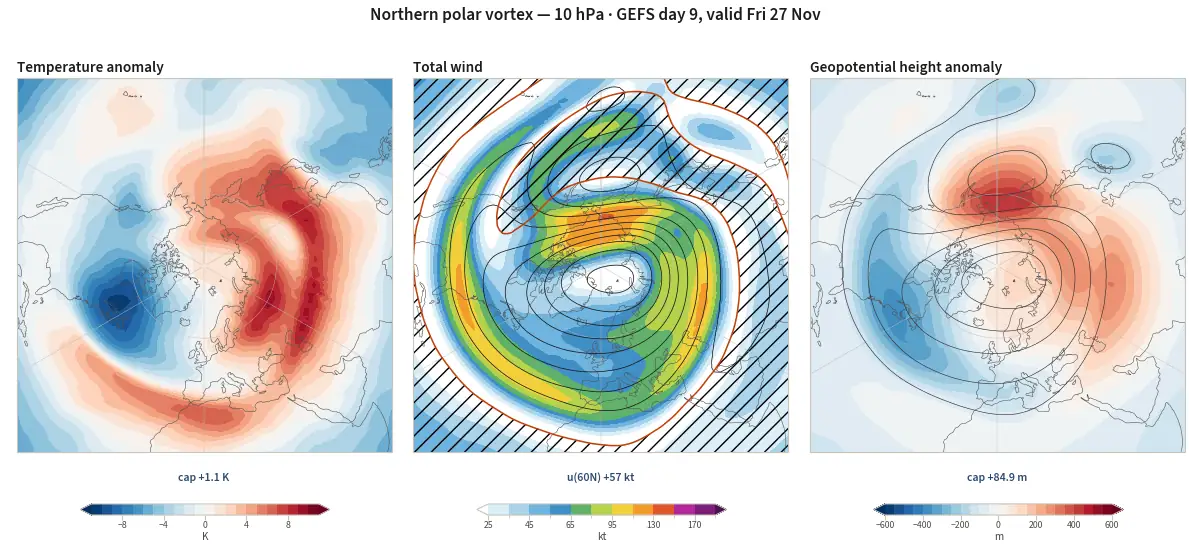 Northern polar vortex — 10 hPa · GEFS day 9, valid Fri 27 Nov
Temperature anomaly
Total wind
Geopotential height anomaly
cap +1.1 K
u(60N) +57 kt
cap +84.9 m
−8 −4 0 4 8
K
25 45 65 95 130 170
kt
−600 −400 −200 0 200 400 600
m